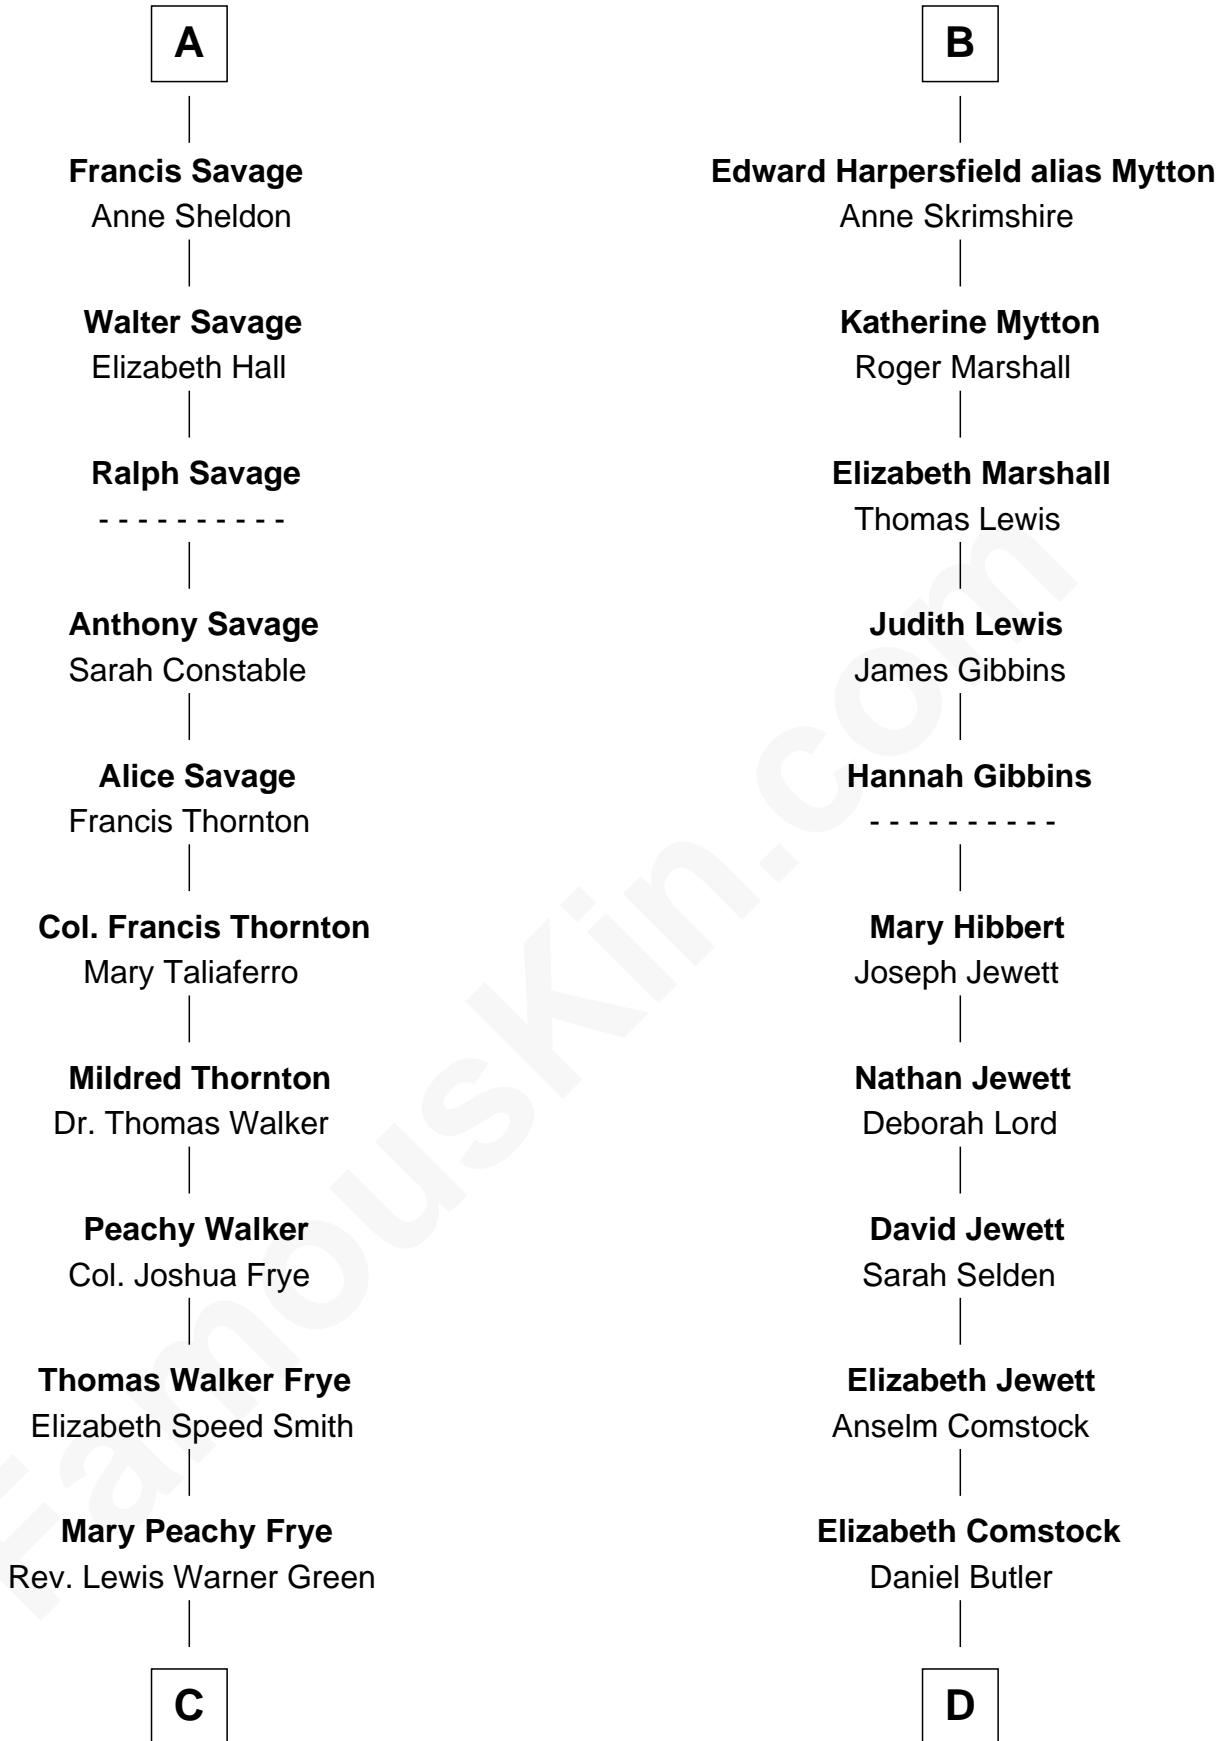 A
Francis Savage
Anne Sheldon
Walter Savage
Elizabeth Hall
Ralph Savage
- - - - - - - - - -
Anthony Savage
Sarah Constable
Alice Savage
Francis Thornton
Col. Francis Thornton
Mary Taliaferro
Mildred Thornton
Dr. Thomas Walker
Peachy Walker
Col. Joshua Frye
Thomas Walker Frye
Elizabeth Speed Smith
Mary Peachy Frye
Rev. Lewis Warner Green
C
B
Edward Harpersfield alias Mytton
Anne Skrimshire
Katherine Mytton
Roger Marshall
Elizabeth Marshall
Thomas Lewis
Judith Lewis
James Gibbins
Hannah Gibbins
- - - - - - - - - -
Mary Hibbert
Joseph Jewett
Nathan Jewett
Deborah Lord
David Jewett
Sarah Selden
Elizabeth Jewett
Anselm Comstock
Elizabeth Comstock
Daniel Butler
D
FamousKin.com